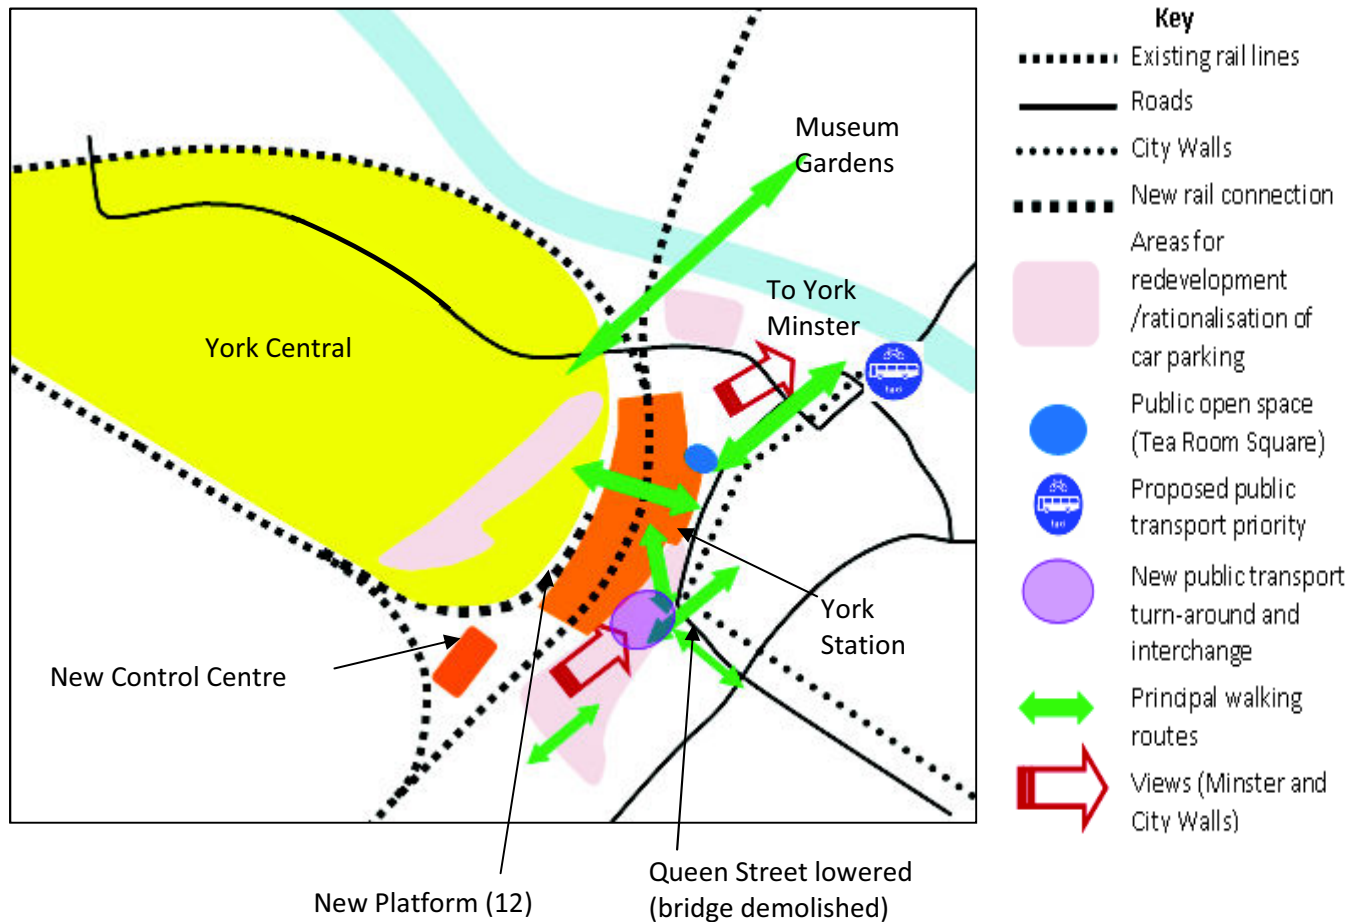 Museum
Gardens
To York
Minster
York Central
York
Station
New Control Centre
New Platform (12)
Queen Street lowered
(bridge demolished)
taxi
Key
Existing rail lines
Roads
City Walls
New rail connection
Areas for
redevelopment
/rationalisation of
car parking
Public open space
(Tea Room Square)
taxi
Proposed public
transport priority
New public transport
turn-around and
interchange
Principal walking
routes
Views (Minster and
City Walls)